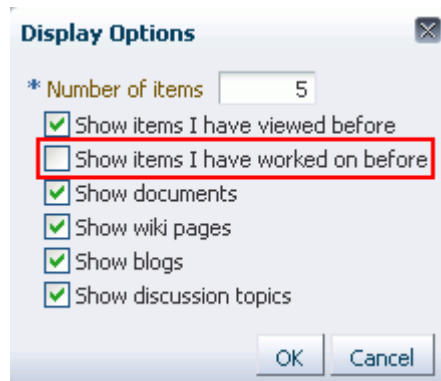 Display Options
* Number of items 5
Show items I have viewed before
Show items I have worked on before
Show documents
Show wiki pages
Show blogs
Show discussion topics
OK Cancel